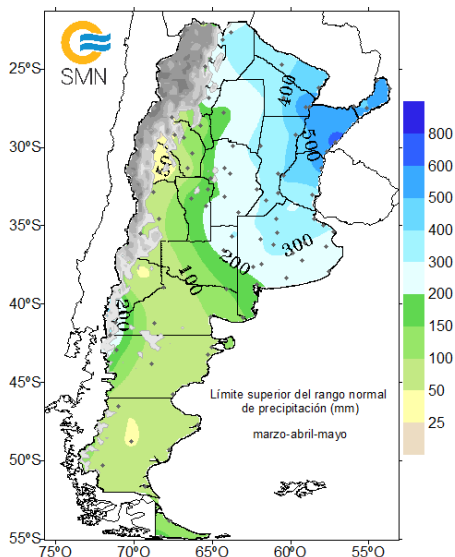 SMN
25°S
30°S
35°S
40°S
45°S
50°S
55°S
75°O
70°O
65°O
60°O
55°O
400
500
50
300
200
100
200
800
600
500
400
300
200
150
100
50
25
Límite superior del rango normal
de precipitación (mm)
marzo-abril-mayo